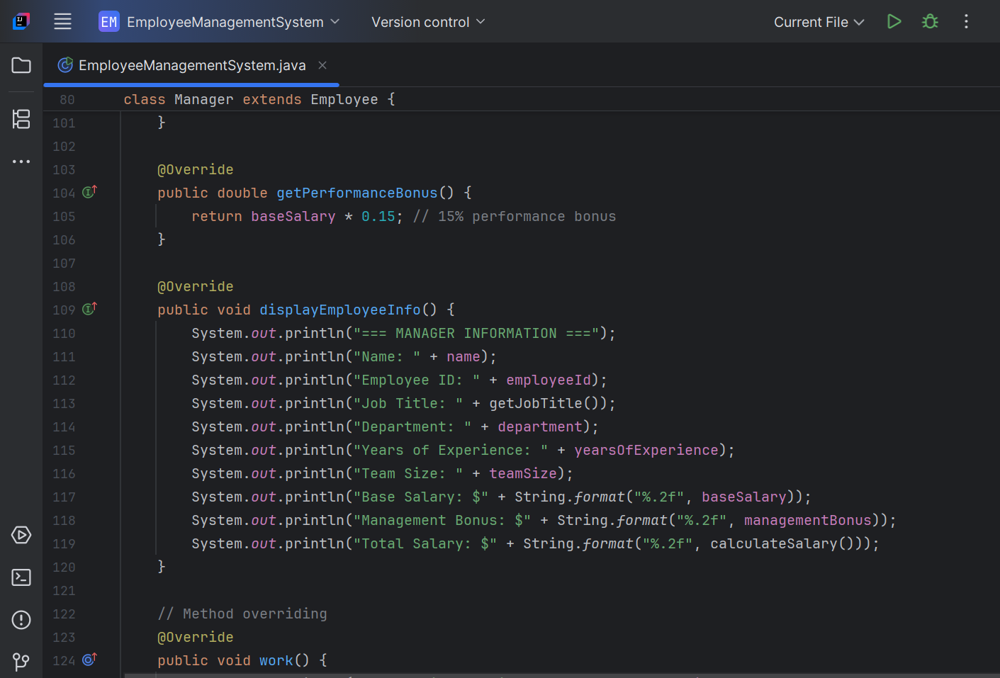 EM EmployeeManagementSystem Version control Current File
EmployeeManagementSystem.java
80 class Manager extends Employee {
101 }
102
103 @Override
104 public double getPerformanceBonus() {
105 return baseSalary * 0.15; // 15% performance bonus
106 }
107
108 @Override
109 public void displayEmployeeInfo() {
110 System.out.println("=== MANAGER INFORMATION ===");
111 System.out.println("Name: " + name);
112 System.out.println("Employee ID: " + employeeId);
113 System.out.println("Job Title: " + getJobTitle());
114 System.out.println("Department: " + department);
115 System.out.println("Years of Experience: " + yearsOfExperience);
116 System.out.println("Team Size: " + teamSize);
117 System.out.println("Base Salary: $" + String.format("%.2f", baseSalary));
118 System.out.println("Management Bonus: $" + String.format("%.2f", managementBonus));
119 System.out.println("Total Salary: $" + String.format("%.2f", calculateSalary()));
120 }
121
122 // Method overriding
123 @Override
124 public void work() {